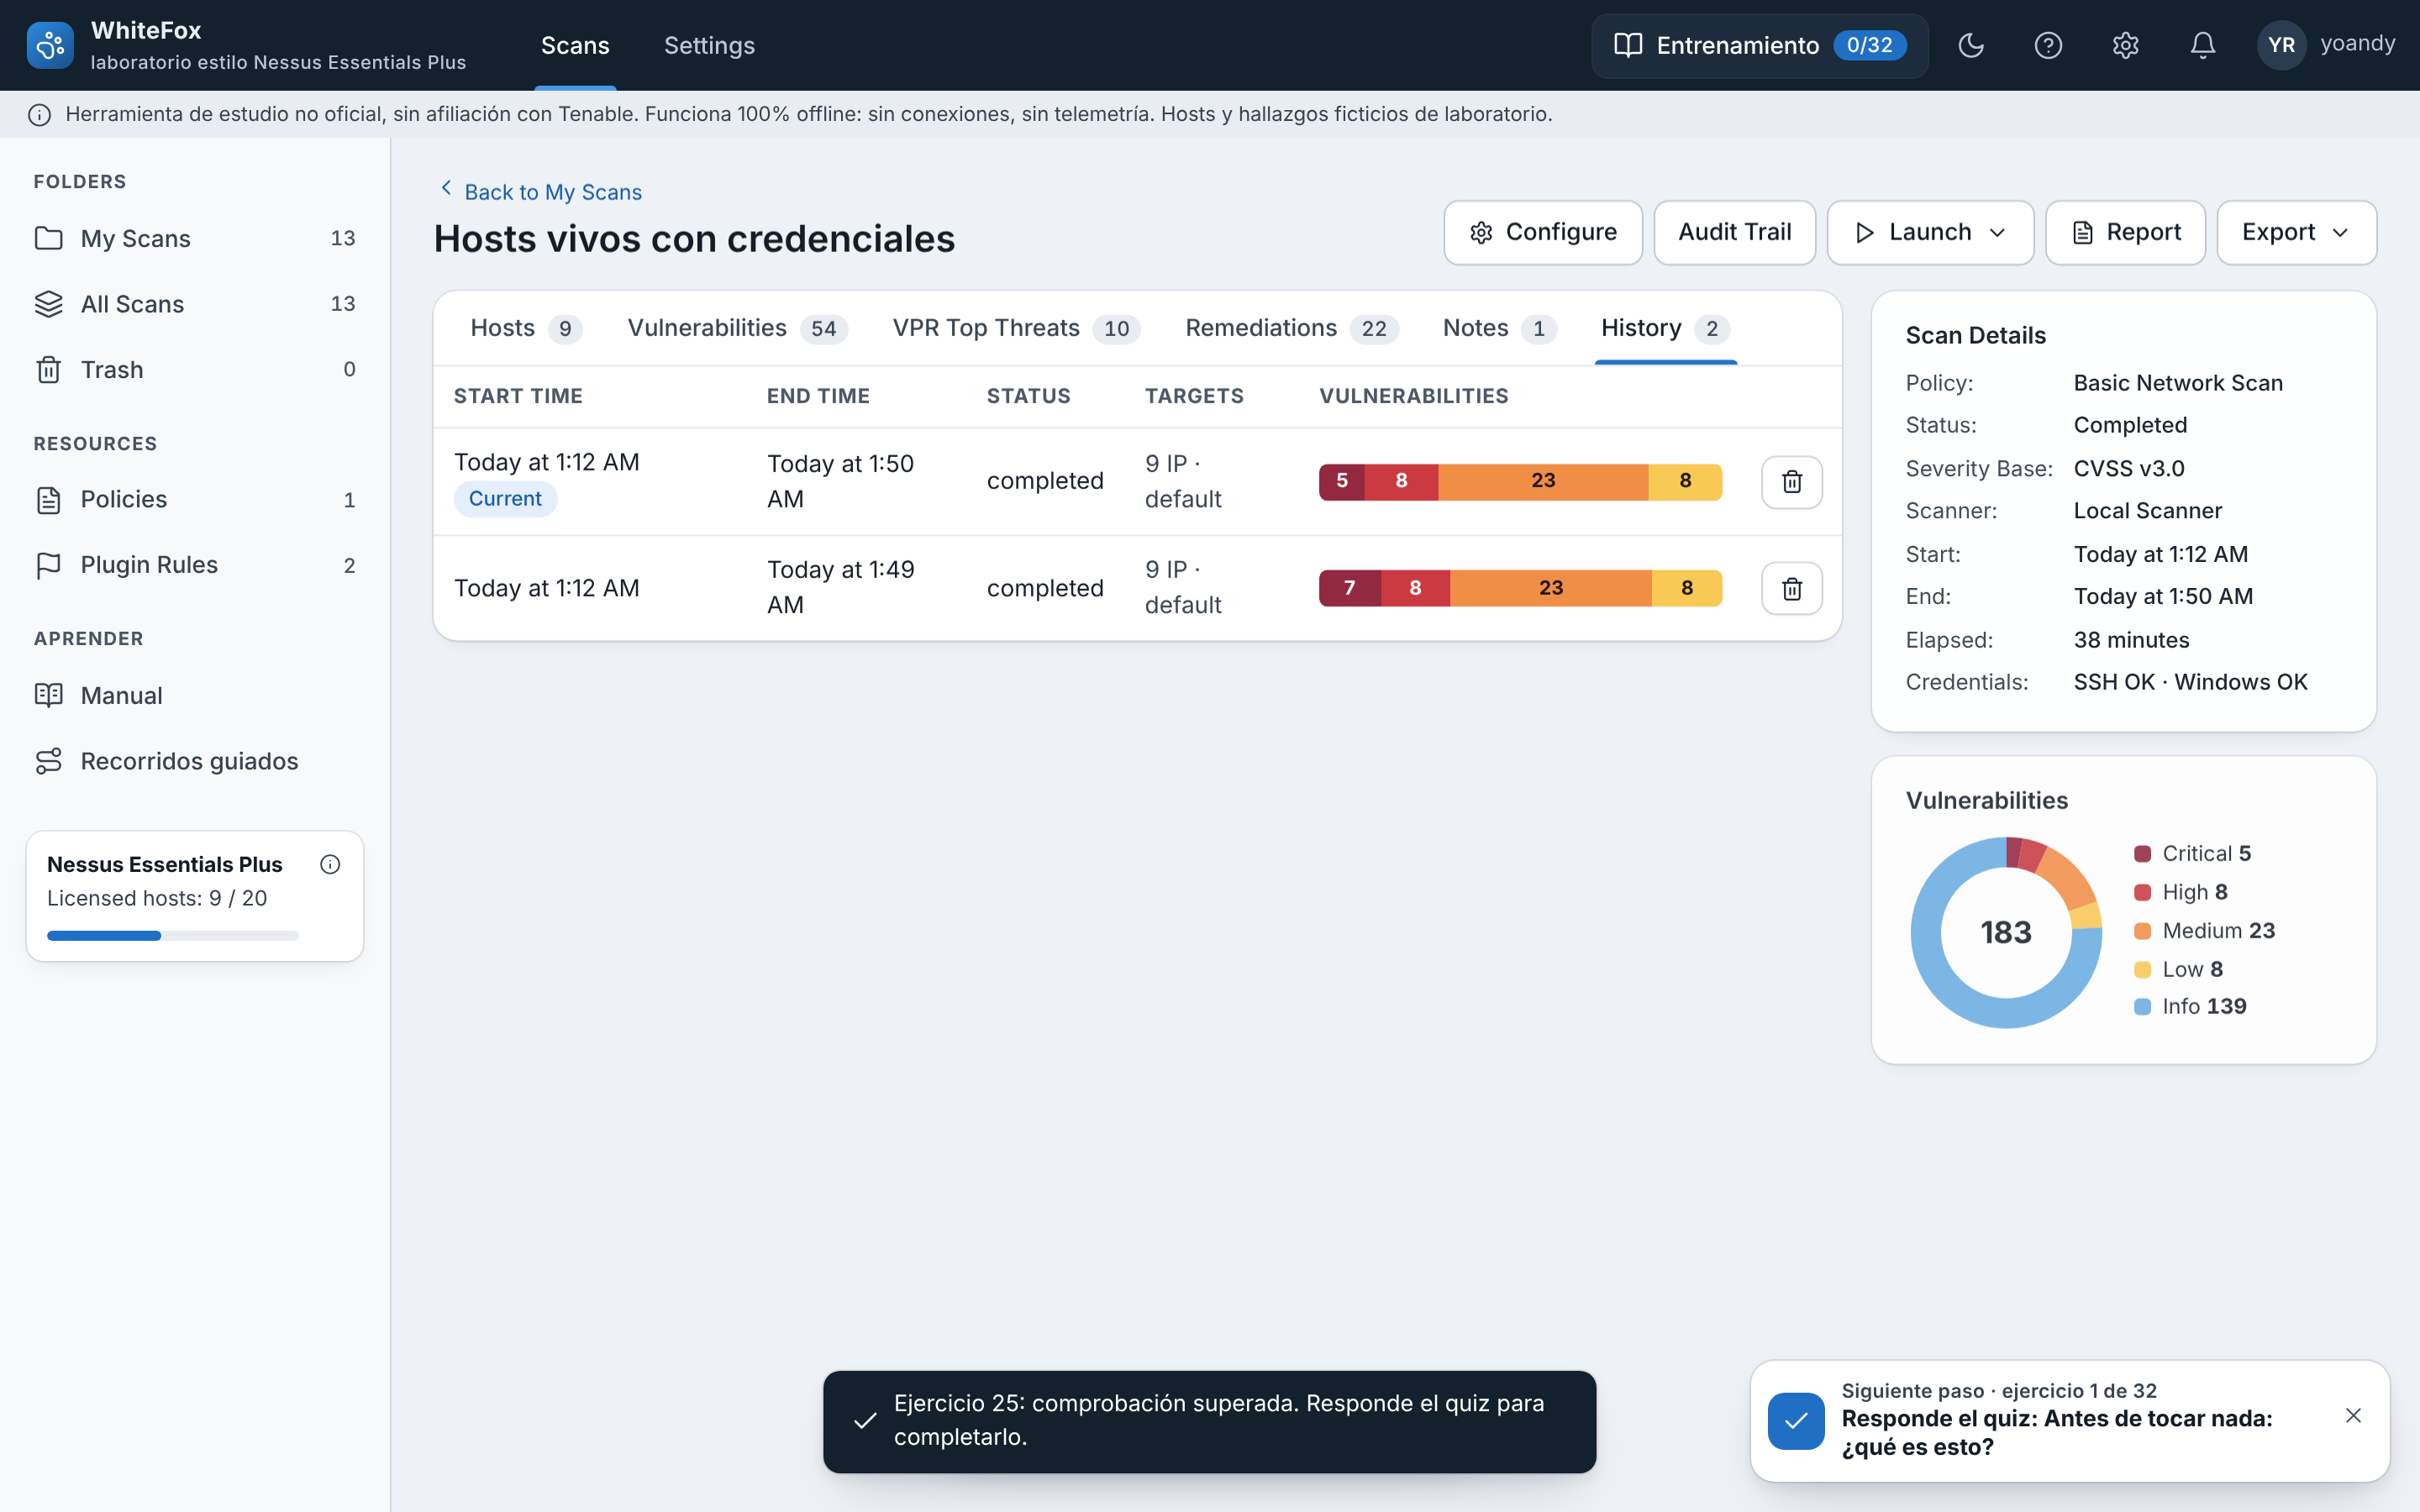 WhiteFox
laboratorio estilo Nessus Essentials Plus
Scans
Settings
Entrenamiento 0/32
YR yoandy
Herramienta de estudio no oficial, sin afiliación con Tenable. Funciona 100% offline: sin conexiones, sin telemetría. Hosts y hallazgos ficticios de laboratorio.
FOLDERS
My Scans 13
All Scans 13
Trash 0
RESOURCES
Policies 1
Plugin Rules 2
APRENDER
Manual
Recorridos guiados
Nessus Essentials Plus
Licensed hosts: 9 / 20
Back to My Scans
Hosts vivos con credenciales
Configure
Audit Trail
Launch
Report
Export
Hosts 9
Vulnerabilities 54
VPR Top Threats 10
Remediations 22
Notes 1
History 2
START TIME END TIME STATUS TARGETS VULNERABILITIES
Today at 1:12 AM
Current
Today at 1:50
AM
completed
9 IP ·
default
5 8 23 8
Today at 1:12 AM
Today at 1:49
AM
completed
9 IP ·
default
7 8 23 8
Scan Details
Policy: Basic Network Scan
Status: Completed
Severity Base: CVSS v3.0
Scanner: Local Scanner
Start: Today at 1:12 AM
End: Today at 1:50 AM
Elapsed: 38 minutes
Credentials: SSH OK · Windows OK
Vulnerabilities
183
Critical 5
High 8
Medium 23
Low 8
Info 139
Ejercicio 25: comprobación superada. Responde el quiz para
completarlo.
Siguiente paso · ejercicio 1 de 32
Responde el quiz: Antes de tocar nada:
¿qué es esto?